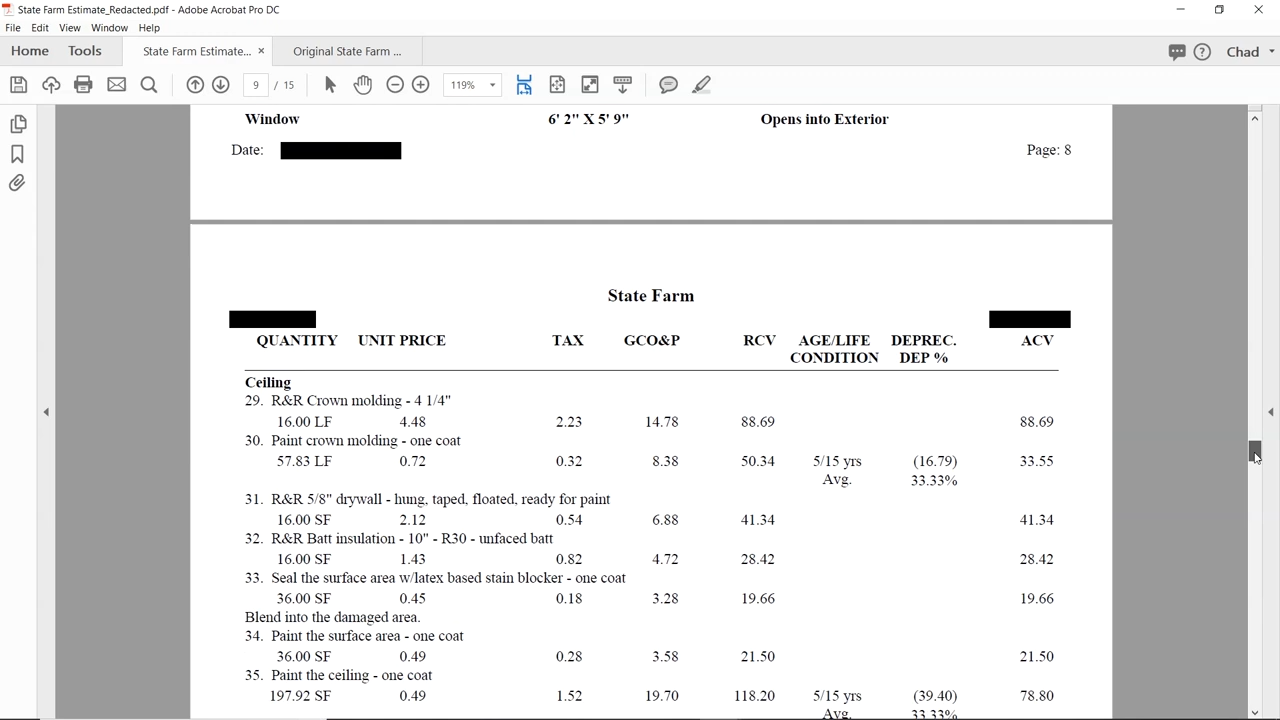 State Farm Estimate_Redacted.pdf - Adobe Acrobat Pro DC
File Edit View Window Help
Home Tools State Farm Estimate... × Original State Farm ... Chad
9 / 15 119%
Window 6' 2" X 5' 9" Opens into Exterior
Date: Page: 8
State Farm
QUANTITY UNIT PRICE TAX GCO&P RCV AGE/LIFE DEPREC. ACV
CONDITION DEP %
Ceiling
29. R&R Crown molding - 4 1/4"
16.00 LF 4.48 2.23 14.78 88.69 88.69
30. Paint crown molding - one coat
57.83 LF 0.72 0.32 8.38 50.34 5/15 yrs (16.79) 33.55
Avg. 33.33%
31. R&R 5/8" drywall - hung, taped, floated, ready for paint
16.00 SF 2.12 0.54 6.88 41.34 41.34
32. R&R Batt insulation - 10" - R30 - unfaced batt
16.00 SF 1.43 0.82 4.72 28.42 28.42
33. Seal the surface area w/latex based stain blocker - one coat
36.00 SF 0.45 0.18 3.28 19.66 19.66
Blend into the damaged area.
34. Paint the surface area - one coat
36.00 SF 0.49 0.28 3.58 21.50 21.50
35. Paint the ceiling - one coat
197.92 SF 0.49 1.52 19.70 118.20 5/15 yrs (39.40) 78.80
Avg. 33.33%